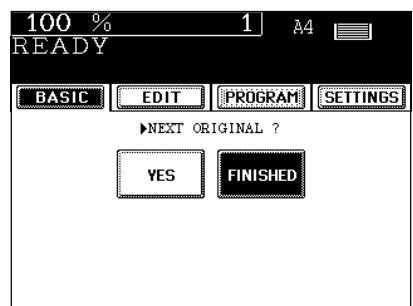 100 % 1 A4
READY
BASIC EDIT PROGRAM SETTINGS
▶NEXT ORIGINAL ?
YES FINISHED